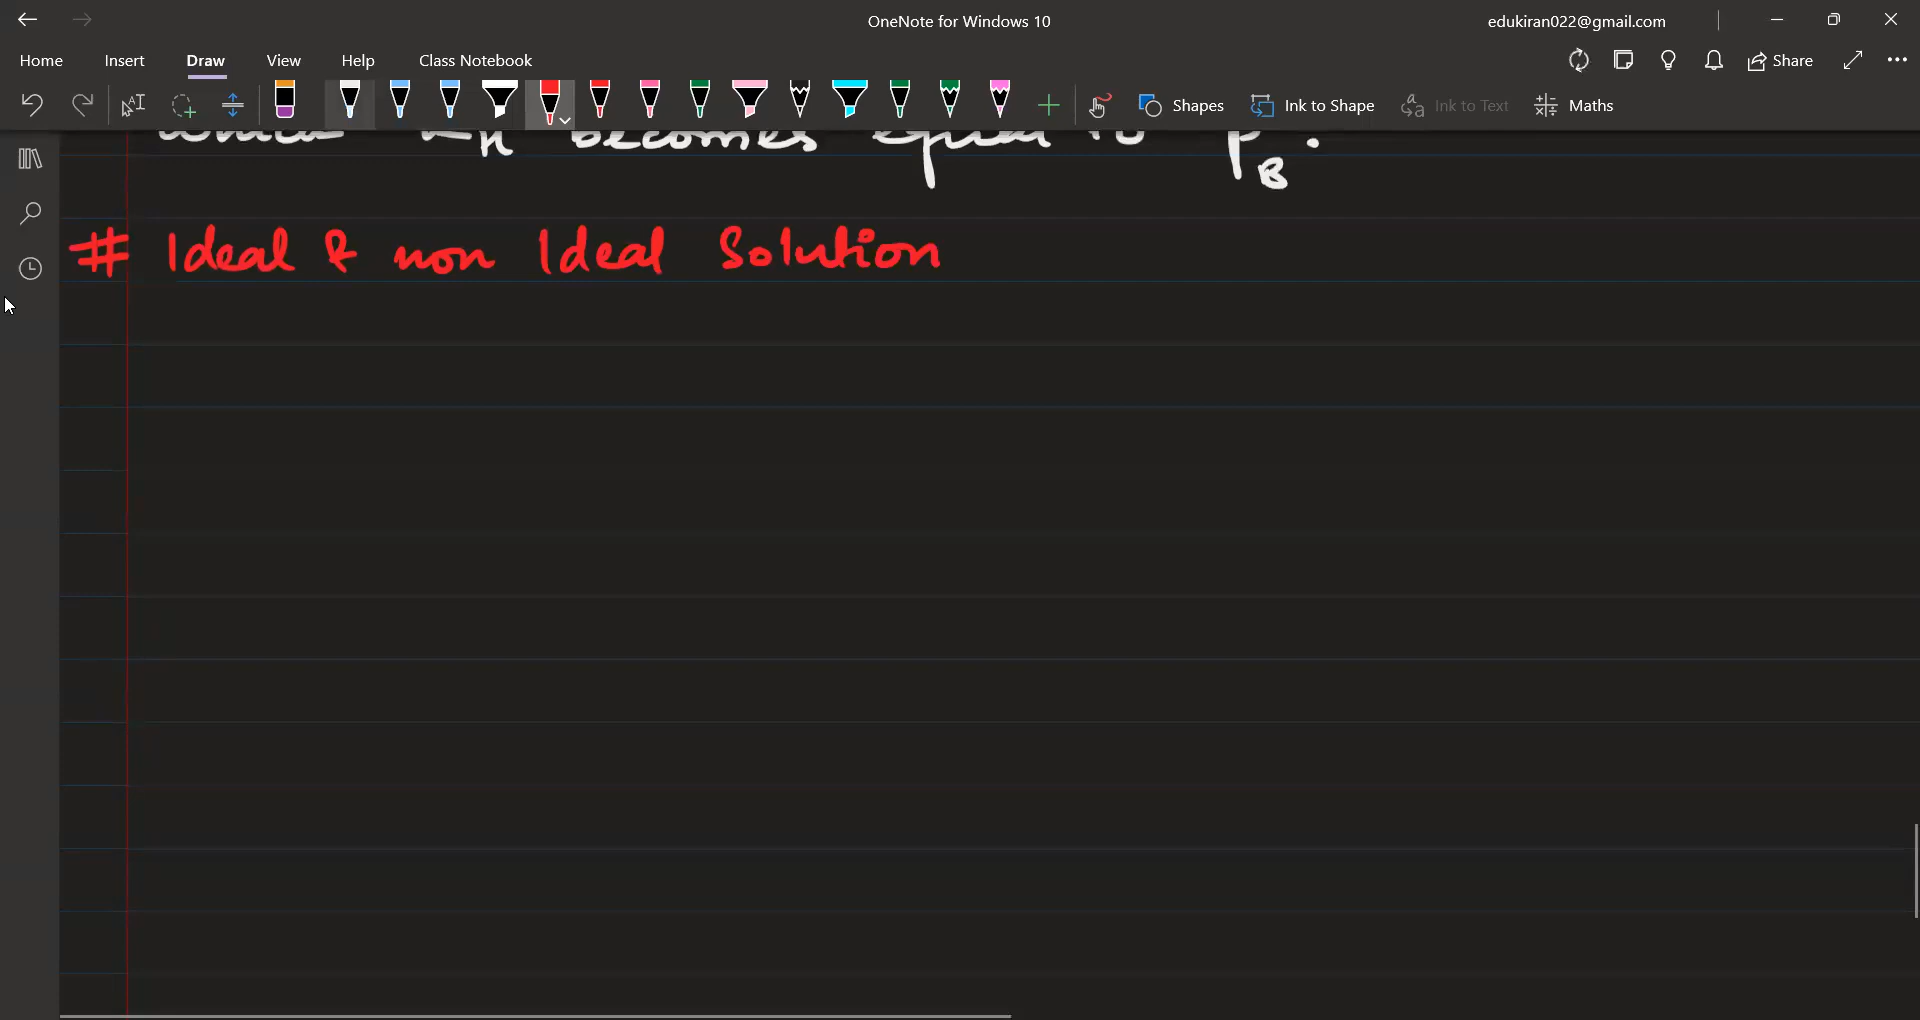 OneNote for Windows 10
edukiran022@gmail.com
Home Insert Draw View Help Class Notebook
Share
Shapes Ink to Shape Ink to Text Maths
becomes equal to PB.
# Ideal & non Ideal Solution